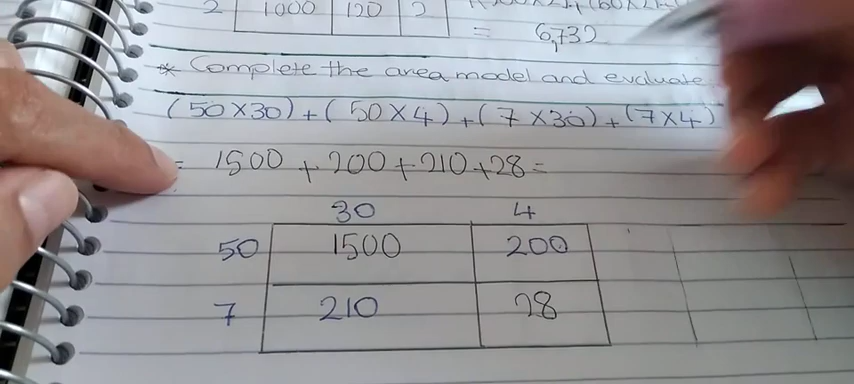 2 1000 120 2
= 6,732
* Complete the area model and evaluate
(50 X 30) + (50 X 4) + (7 X 30) + (7 X 4)
= 1500 + 200 + 210 + 28 =
30 4
50 1500 200
7 210 28